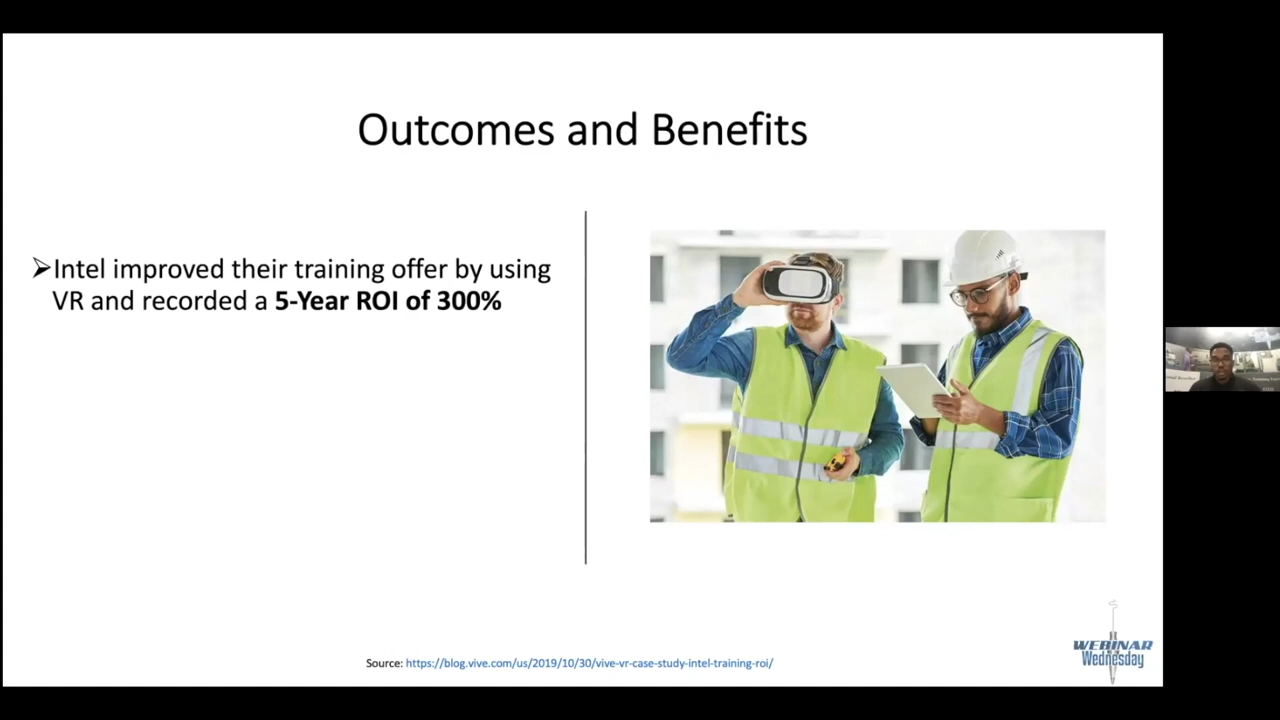 Outcomes and Benefits
➢Intel improved their training offer by using
VR and recorded a 5-Year ROI of 300%
Source: https://blog.vive.com/us/2019/10/30/vive-vr-case-study-intel-training-roi/
WEBINAR
Wednesday